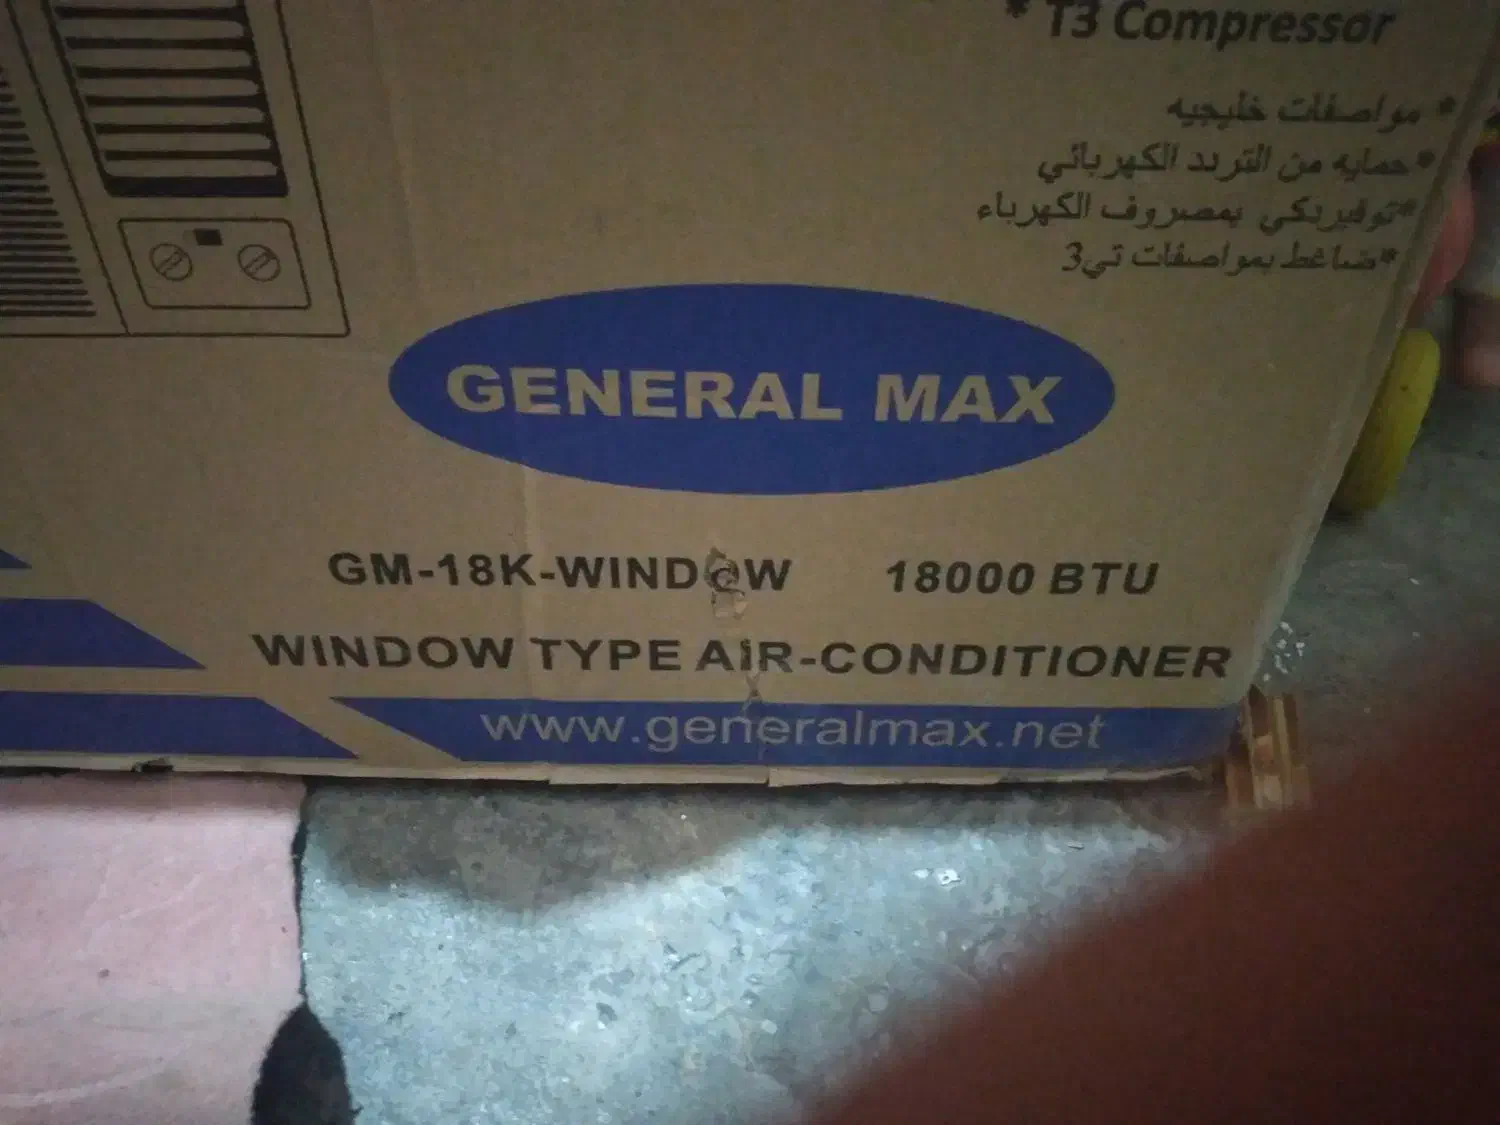 * T3 Compressor
* مواصفات خليجيه
*حمايه من التردد الكهربائي
*توفيريكي بمصروف الكهرباء
*ضاغط بمواصفات تي3
GENERAL MAX
GM-18K-WINDOW 18000 BTU
WINDOW TYPE AIR-CONDITIONER
www.generalmax.net